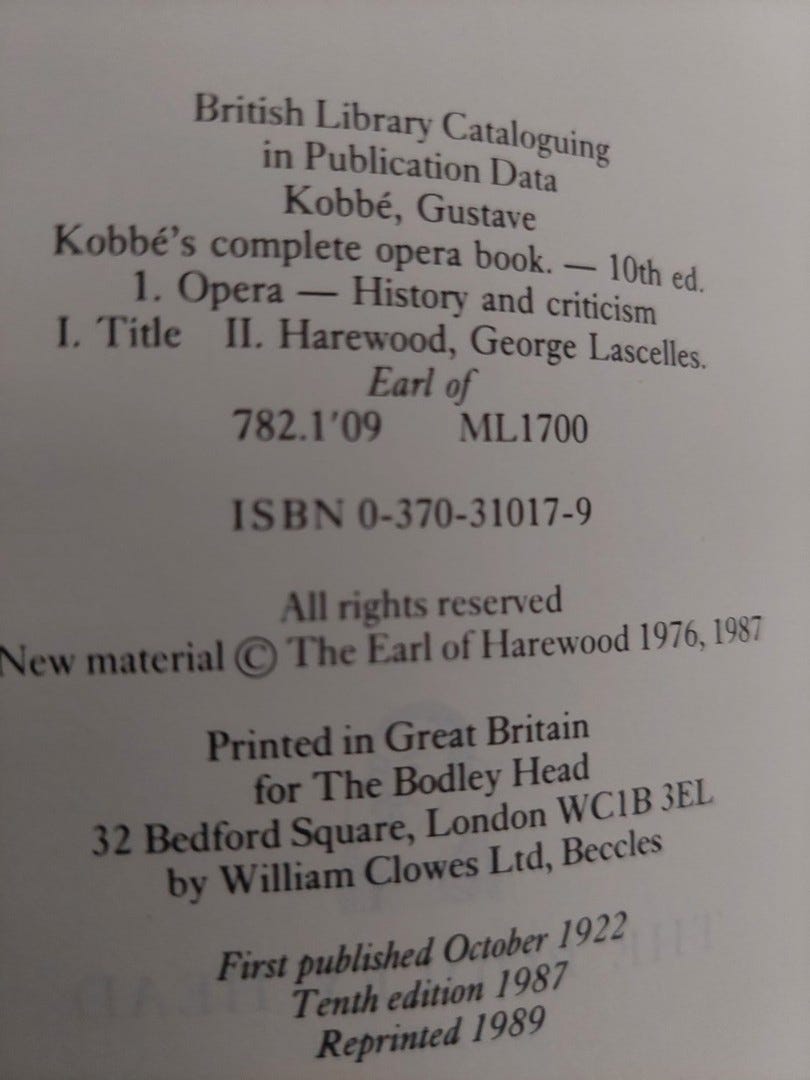 British Library Cataloguing
in Publication Data
Kobbé, Gustave
Kobbé's complete opera book. — 10th ed.
1. Opera — History and criticism
I. Title II. Harewood, George Lascelles.
Earl of
782.1'09 ML1700
ISBN 0-370-31017-9
All rights reserved
New material © The Earl of Harewood 1976, 1987
Printed in Great Britain
for The Bodley Head
32 Bedford Square, London WC1B 3EL
by William Clowes Ltd, Beccles
First published October 1922
Tenth edition 1987
Reprinted 1989